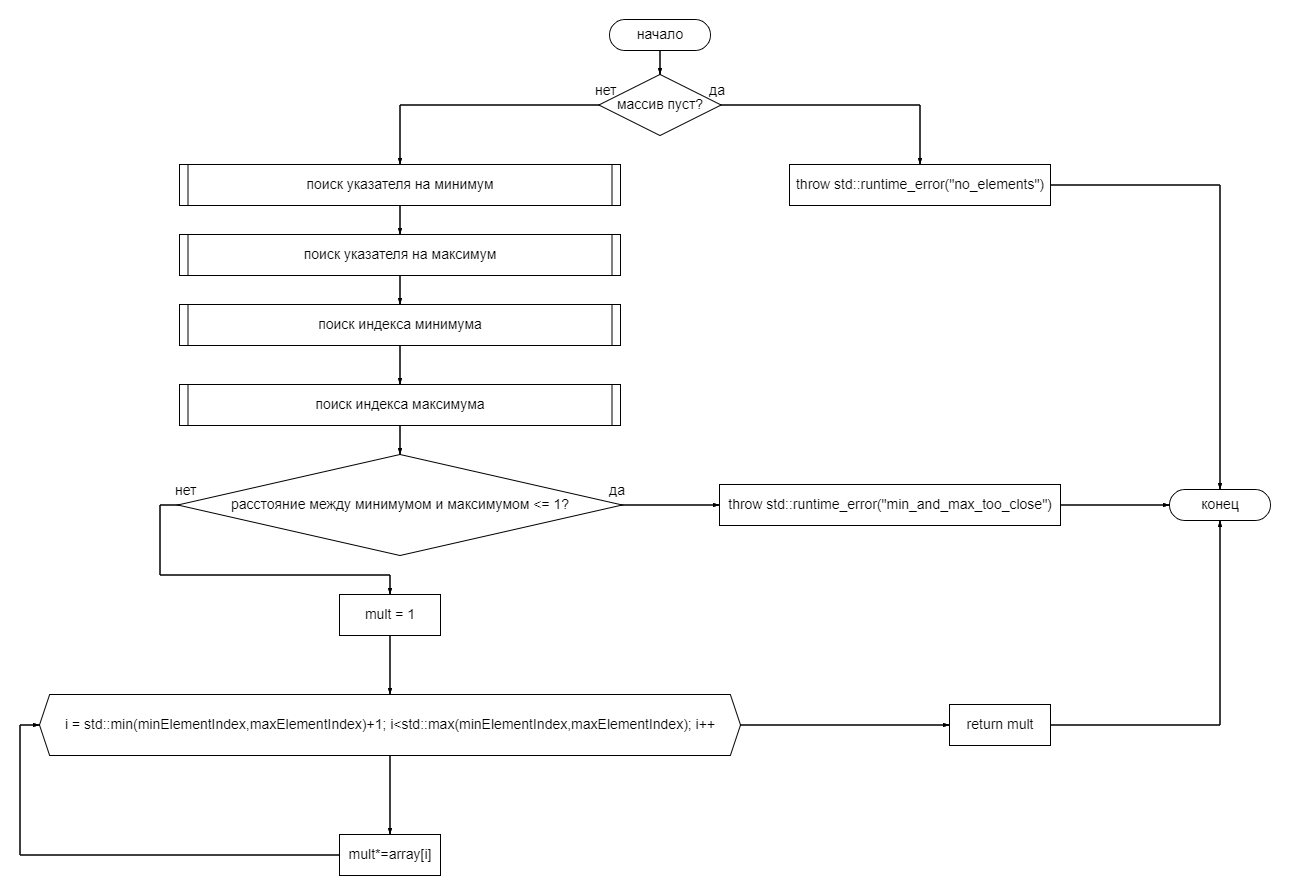 начало
нет
да
массив пуст?
поиск указателя на минимум
throw std::runtime_error("no_elements")
поиск указателя на максимум
поиск индекса минимума
поиск индекса максимума
нет
да
расстояние между минимумом и максимумом <= 1?
throw std::runtime_error("min_and_max_too_close")
конец
mult = 1
i = std::min(minElementIndex,maxElementIndex)+1; i<std::max(minElementIndex,maxElementIndex); i++
return mult
mult*=array[i]